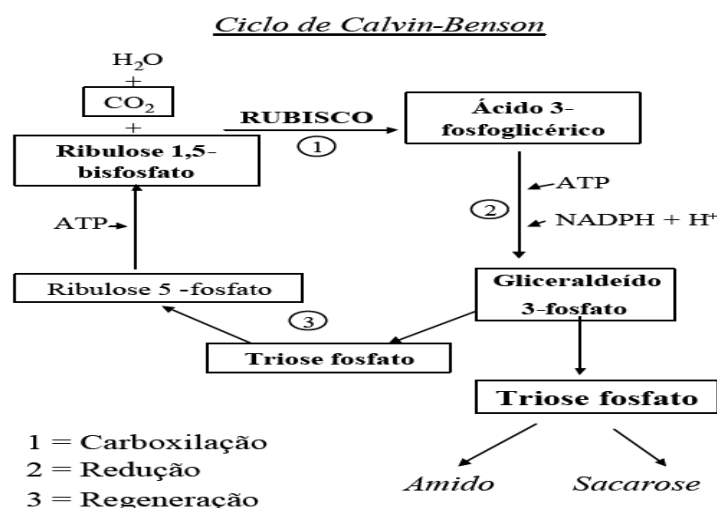 Ciclo de Calvin-Benson
H₂O
+
CO₂
+
Ribulose 1,5-
bisfosfato
RUBISCO
1
Ácido 3-
fosfoglicérico
ATP
2
NADPH + H⁺
ATP
Gliceraldeído
3-fosfato
Ribulose 5 -fosfato
3
Triose fosfato
Triose fosfato
Amido
Sacarose
1 = Carboxilação
2 = Redução
3 = Regeneração